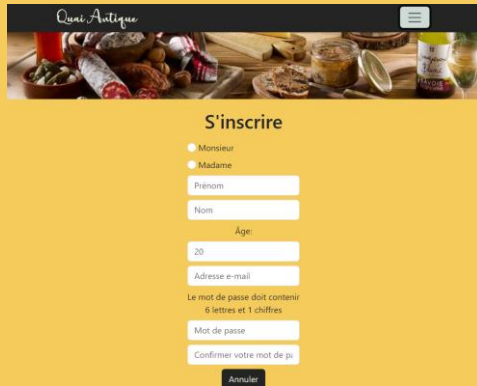 Quai Antique
SAVOIE
S'inscrire
Monsieur
Madame
Prénom
Nom
Âge:
20
Adresse e-mail
Le mot de passe doit contenir
6 lettres et 1 chiffres
Mot de passe
Confirmer votre mot de pa
Annuler